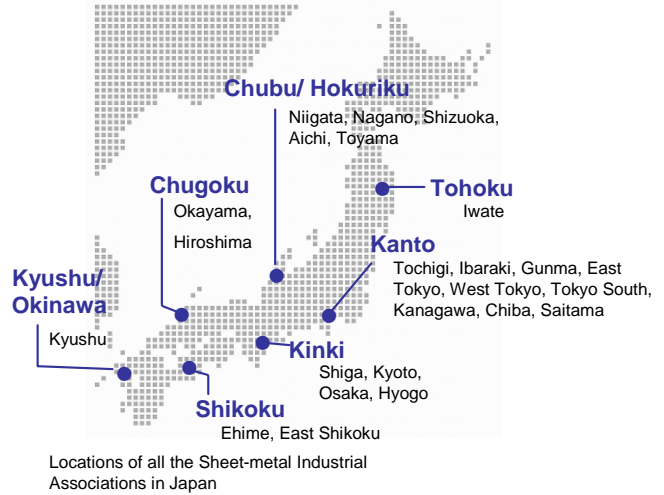 Chubu/ Hokuriku
Niigata, Nagano, Shizuoka,
Aichi, Toyama
Chugoku
Okayama,
Hiroshima
Tohoku
Iwate
Kanto
Tochigi, Ibaraki, Gunma, East
Tokyo, West Tokyo, Tokyo South,
Kanagawa, Chiba, Saitama
Kyushu/
Okinawa
Kyushu
Kinki
Shiga, Kyoto,
Osaka, Hyogo
Shikoku
Ehime, East Shikoku
Locations of all the Sheet-metal Industrial
Associations in Japan